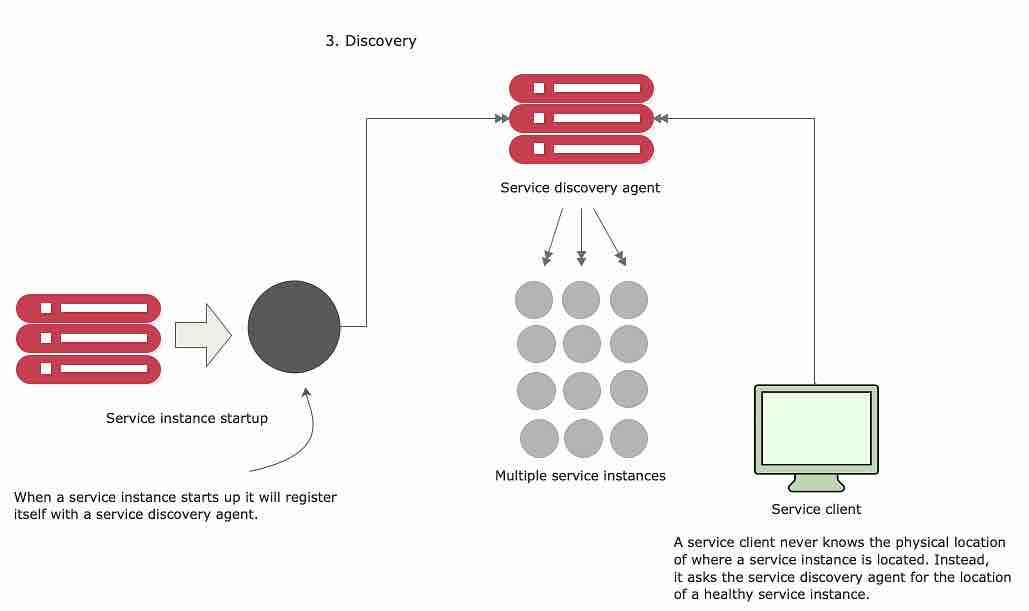 3. Discovery
Service discovery agent
Service instance startup
Multiple service instances
When a service instance starts up it will register
itself with a service discovery agent.
Service client
A service client never knows the physical location
of where a service instance is located. Instead,
it asks the service discovery agent for the location
of a healthy service instance.